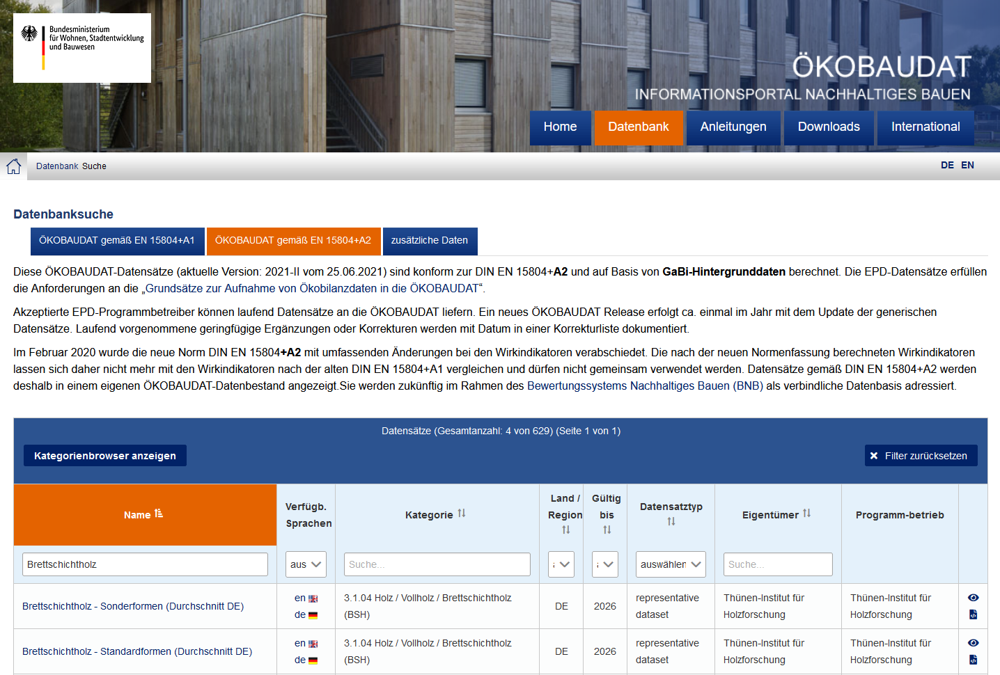 Bundesministerium
für Wohnen, Stadtentwicklung
und Bauwesen
ÖKOBAUDAT
INFORMATIONSPORTAL NACHHALTIGES BAUEN
Home Datenbank Anleitungen Downloads International
Datenbank Suche DE EN
Datenbanksuche
ÖKOBAUDAT gemäß EN 15804+A1 ÖKOBAUDAT gemäß EN 15804+A2 zusätzliche Daten
Diese ÖKOBAUDAT-Datensätze (aktuelle Version: 2021-II vom 25.06.2021) sind konform zur DIN EN 15804+A2 und auf Basis von GaBi-Hintergrunddaten berechnet. Die EPD-Datensätze erfüllen
die Anforderungen an die „Grundsätze zur Aufnahme von Ökobilanzdaten in die ÖKOBAUDAT“.
Akzeptierte EPD-Programmbetreiber können laufend Datensätze an die ÖKOBAUDAT liefern. Ein neues ÖKOBAUDAT Release erfolgt ca. einmal im Jahr mit dem Update der generischen
Datensätze. Laufend vorgenommene geringfügige Ergänzungen oder Korrekturen werden mit Datum in einer Korrekturliste dokumentiert.
Im Februar 2020 wurde die neue Norm DIN EN 15804+A2 mit umfassenden Änderungen bei den Wirkindikatoren verabschiedet. Die nach der neuen Normenfassung berechneten Wirkindikatoren
lassen sich daher nicht mehr mit den Wirkindikatoren nach der alten DIN EN 15804+A1 vergleichen und dürfen nicht gemeinsam verwendet werden. Datensätze gemäß DIN EN 15804+A2 werden
deshalb in einem eigenen ÖKOBAUDAT-Datenbestand angezeigt.Sie werden zukünftig im Rahmen des Bewertungssystems Nachhaltiges Bauen (BNB) als verbindliche Datenbasis adressiert.
Datensätze (Gesamtanzahl: 4 von 629) (Seite 1 von 1)
Kategorienbrowser anzeigen Filter zurücksetzen
Name
Verfügb.
Sprachen
Kategorie
Land /
Region
Gültig
bis
Datensatztyp
Eigentümer
Programm-betrieb
Brettschichtholz aus Suche... auswählen Suche...
Brettschichtholz - Sonderformen (Durchschnitt DE)
en
de
3.1.04 Holz / Vollholz / Brettschichtholz
(BSH)
DE
2026
representative
dataset
Thünen-Institut für
Holzforschung
Thünen-Institut für
Holzforschung
Brettschichtholz - Standardformen (Durchschnitt DE)
en
de
3.1.04 Holz / Vollholz / Brettschichtholz
(BSH)
DE
2026
representative
dataset
Thünen-Institut für
Holzforschung
Thünen-Institut für
Holzforschung